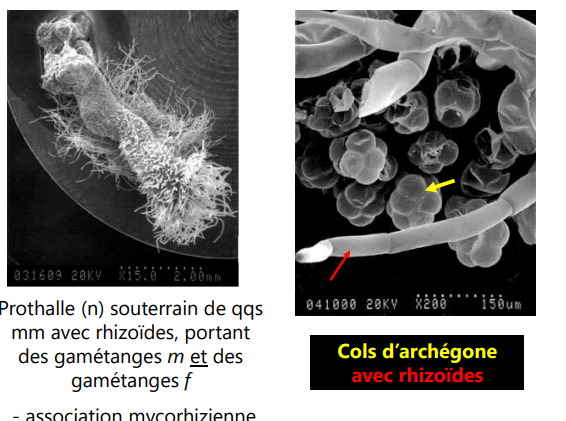 031609 20KV X15.0 2.00mm
Prothalle (n) souterrain de qqs
mm avec rhizoïdes, portant
des gamétanges m et des
gamétanges f
- association mycorhizienne
041000 20KV X200 150um
Cols d'archégone
avec rhizoïdes